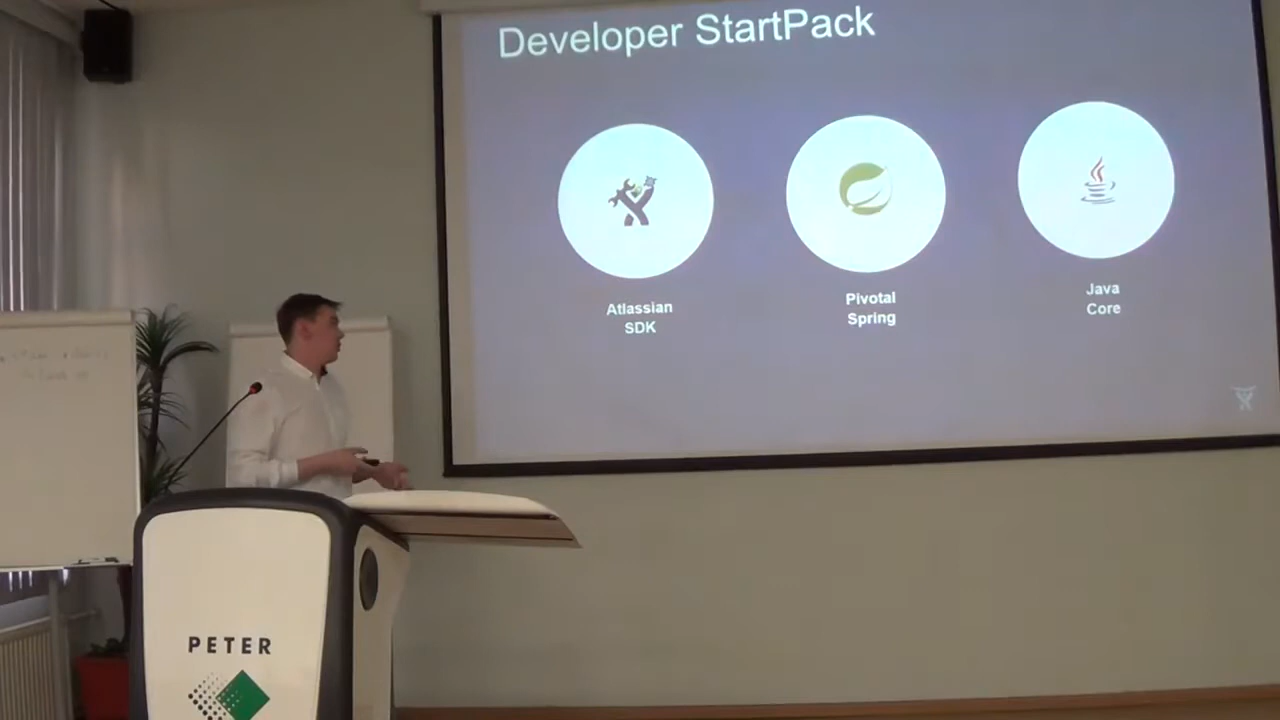 Developer StartPack
Atlassian
SDK
Pivotal
Spring
Java
Core
PETER